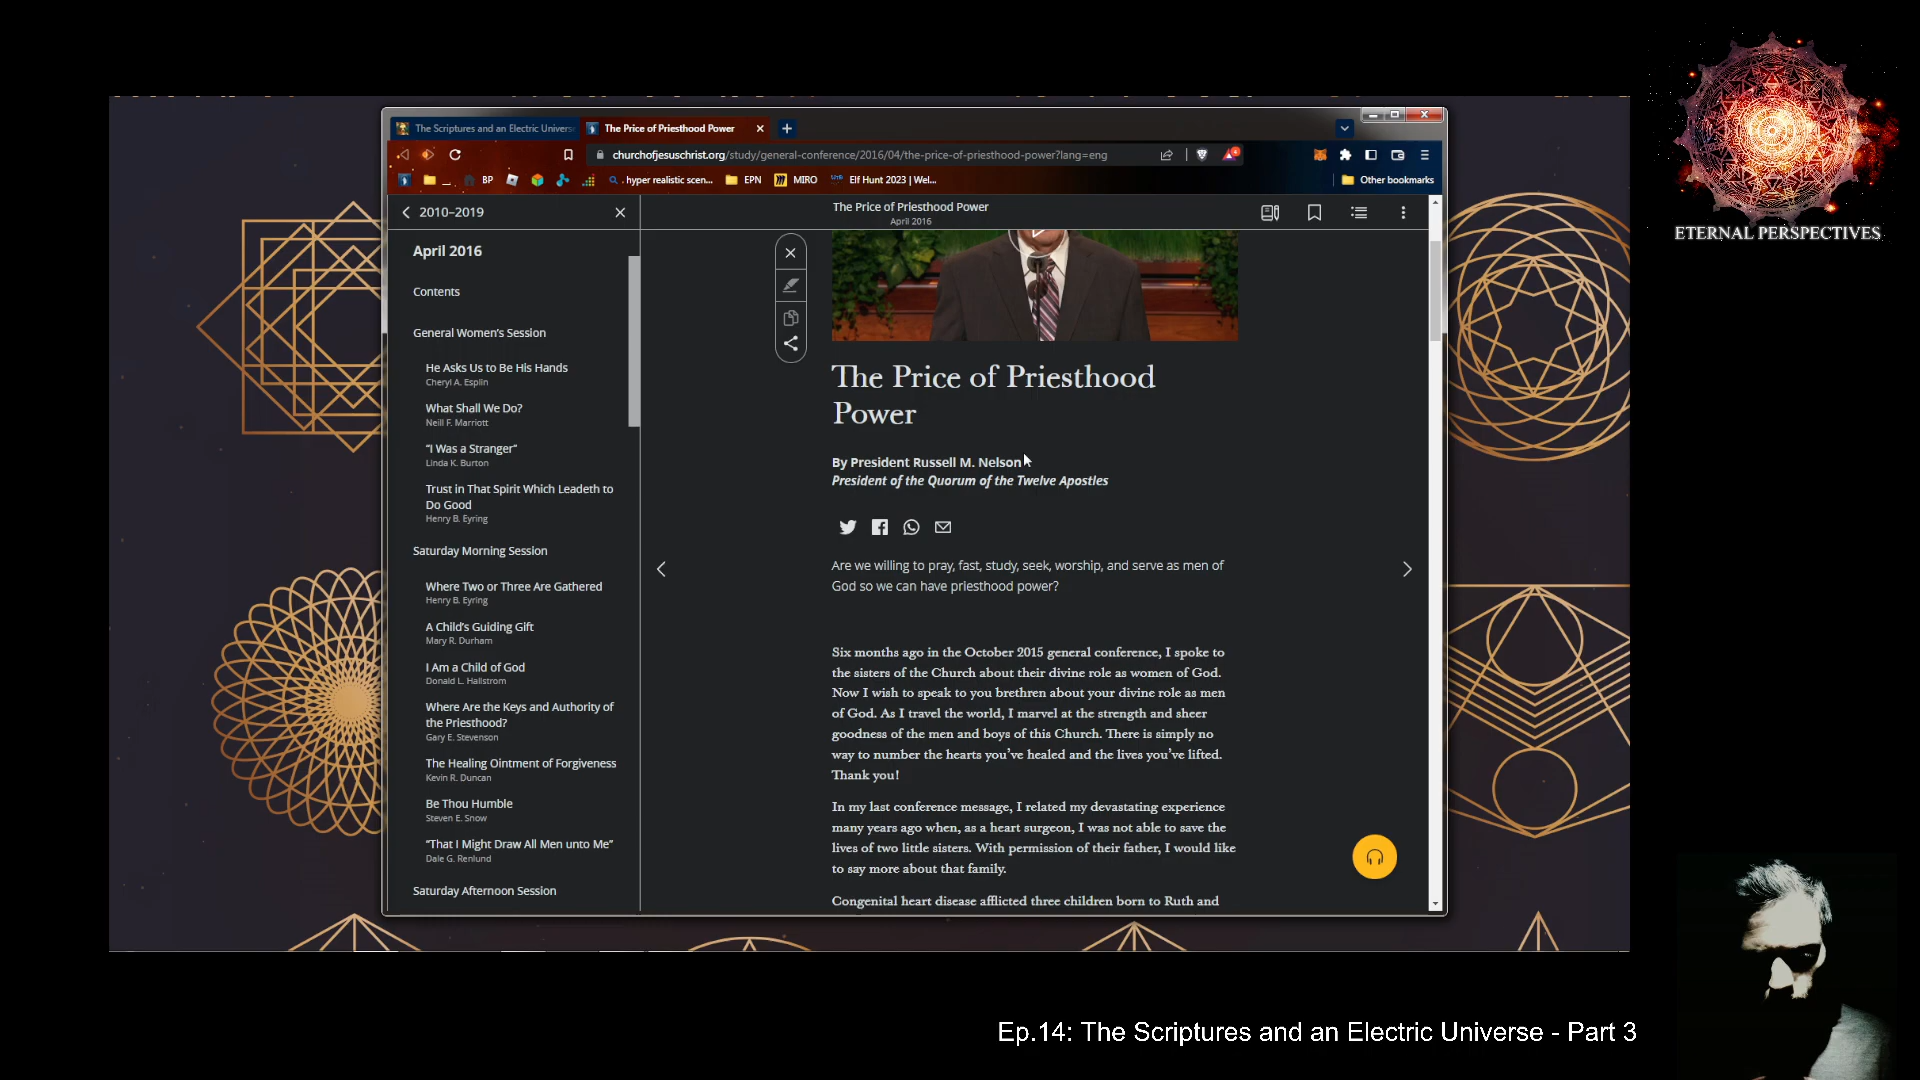 ETERNAL PERSPECTIVES
The Scriptures and an Electric Univers
The Price of Priesthood Power
churchofjesuschrist.org/study/general-conference/2016/04/the-price-of-priesthood-power?lang=eng
BP
. hyper realistic scen...
EPN
MIRO
Elf Hunt 2023 | Wel...
Other bookmarks
2010–2019
The Price of Priesthood Power
April 2016
April 2016
Contents
General Women's Session
He Asks Us to Be His Hands
Cheryl A. Esplin
What Shall We Do?
Neill F. Marriott
"I Was a Stranger"
Linda K. Burton
Trust in That Spirit Which Leadeth to
Do Good
Henry B. Eyring
Saturday Morning Session
Where Two or Three Are Gathered
Henry B. Eyring
A Child's Guiding Gift
Mary R. Durham
I Am a Child of God
Donald L. Hallstrom
Where Are the Keys and Authority of
the Priesthood?
Gary E. Stevenson
The Healing Ointment of Forgiveness
Kevin R. Duncan
Be Thou Humble
Steven E. Snow
"That I Might Draw All Men unto Me"
Dale G. Renlund
Saturday Afternoon Session
The Price of Priesthood
Power
By President Russell M. Nelson
President of the Quorum of the Twelve Apostles
Are we willing to pray, fast, study, seek, worship, and serve as men of
God so we can have priesthood power?
Six months ago in the October 2015 general conference, I spoke to
the sisters of the Church about their divine role as women of God.
Now I wish to speak to you brethren about your divine role as men
of God. As I travel the world, I marvel at the strength and sheer
goodness of the men and boys of this Church. There is simply no
way to number the hearts you've healed and the lives you've lifted.
Thank you!
In my last conference message, I related my devastating experience
many years ago when, as a heart surgeon, I was not able to save the
lives of two little sisters. With permission of their father, I would like
to say more about that family.
Congenital heart disease afflicted three children born to Ruth and
Ep.14: The Scriptures and an Electric Universe - Part 3